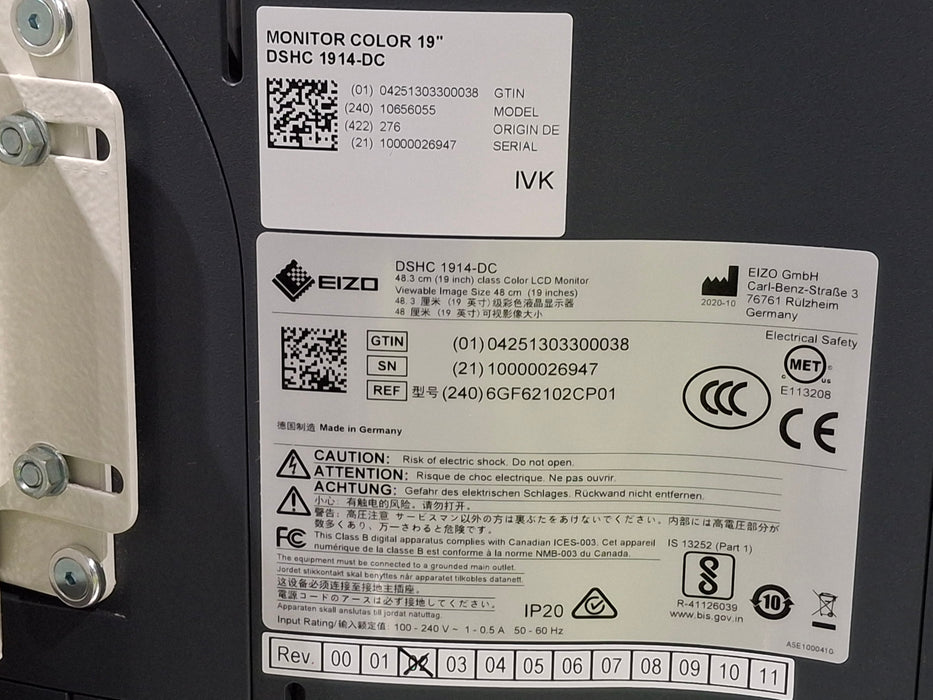 MONITOR COLOR 19"
DSHC 1914-DC
(01) 04251303300038 GTIN
(240) 10656055 MODEL
(422) 276 ORIGIN DE
(21) 10000026947 SERIAL
IVK
EIZO
DSHC 1914-DC
48.3 cm (19 inch) class Color LCD Monitor
Viewable Image Size 48 cm (19 inches)
48.3 厘米 (19 英寸)级彩色液晶显示器
48 厘米 (19 英寸)可视影像大小
2020-10
EIZO GmbH
Carl-Benz-Straße 3
76761 Rülzheim
Germany
GTIN (01) 04251303300038
SN (21) 10000026947
REF 型号 (240) 6GF62102CP01
Electrical Safety
MET
C US
E113208
CCC
CE
德国制造 Made in Germany
CAUTION: Risk of electric shock. Do not open.
ATTENTION: Risque de choc electrique. Ne pas ouvrir.
ACHTUNG: Gefahr des elektrischen Schlages. Rückwand nicht entfernen.
小心: 有触电的风险。请勿打开。
警告: 高圧注意 サービスマン以外の方は裏ぶたをあけないでください。内部には高電圧部分が
数多くあり、万一さわると危険です。
FC This Class B digital apparatus complies with Canadian ICES-003. Cet appareil
numérique de la classe B est conforme à la norme NMB-003 du Canada.
The equipment must be connected to a grounded main outlet.
Jordet stikkontakt skal benyttes når apparatet tilkobles datanett.
这设备必须连接至接地主插座。
電源コードのアースは必ず接地してください。
Apparaten skall anslutas till jordat natuttag.
Input Rating/输入额定值: 100 - 240 V ~ 1 - 0.5 A 50 - 60 Hz
IP20
IS 13252 (Part 1)
R-41126039
www.bis.gov.in
10
A5E1000410
Rev. 00 01 02 03 04 05 06 07 08 09 10 11